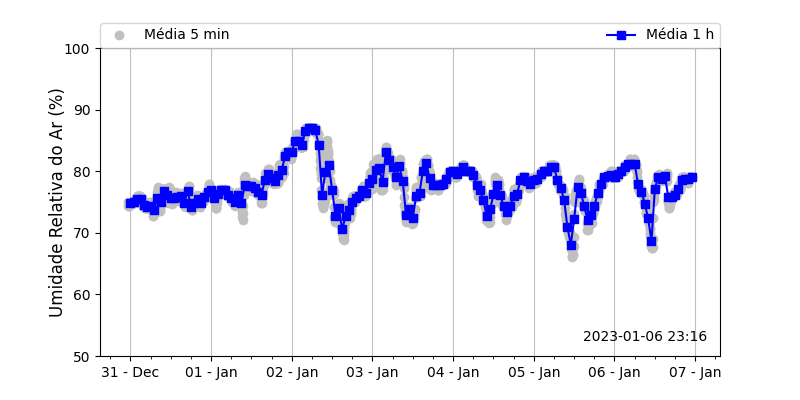 Média 5 min
Média 1 h
Umidade Relativa do Ar (%)
100
90
80
70
60
50
2023-01-06 23:16
31 - Dec
01 - Jan
02 - Jan
03 - Jan
04 - Jan
05 - Jan
06 - Jan
07 - Jan